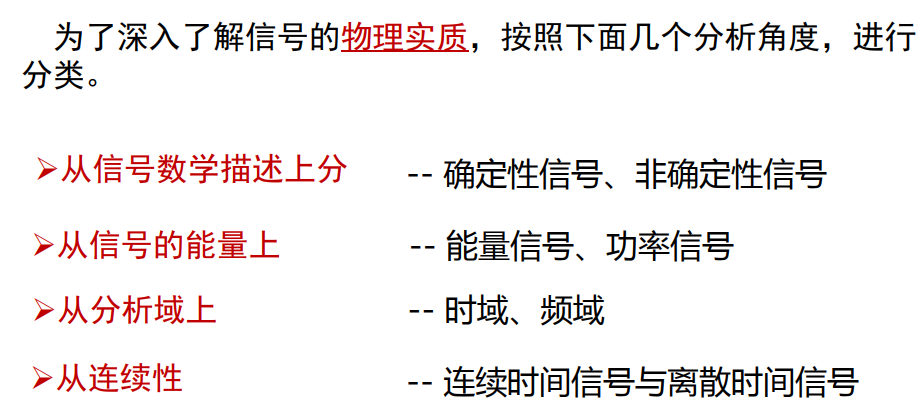 为了深入了解信号的物理实质，按照下面几个分析角度，进行
分类。
➢从信号数学描述上分 -- 确定性信号、非确定性信号
➢从信号的能量上 -- 能量信号、功率信号
➢从分析域上 -- 时域、频域
➢从连续性 -- 连续时间信号与离散时间信号